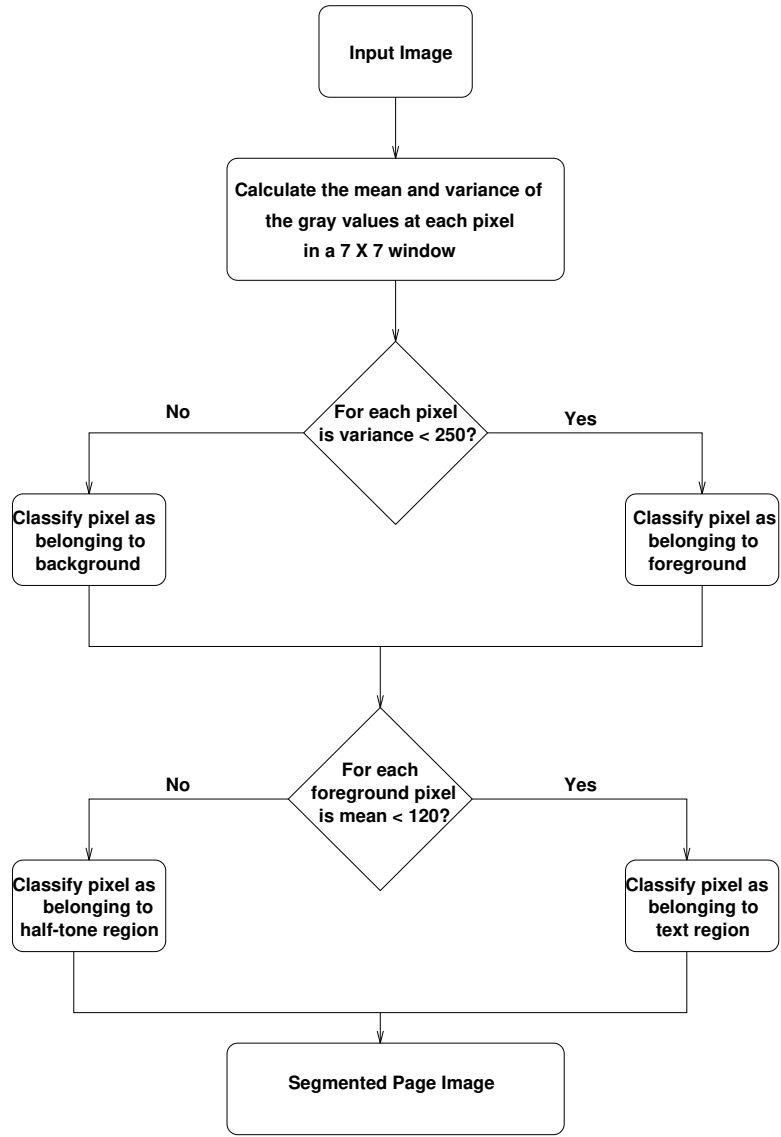 Input Image
Calculate the mean and variance of
the gray values at each pixel
in a 7 X 7 window
For each pixel
is variance < 250?
No
Yes
Classify pixel as
belonging to
background
Classify pixel as
belonging to
foreground
For each
foreground pixel
is mean < 120?
No
Yes
Classify pixel as
belonging to
half-tone region
Classify pixel as
belonging to
text region
Segmented Page Image